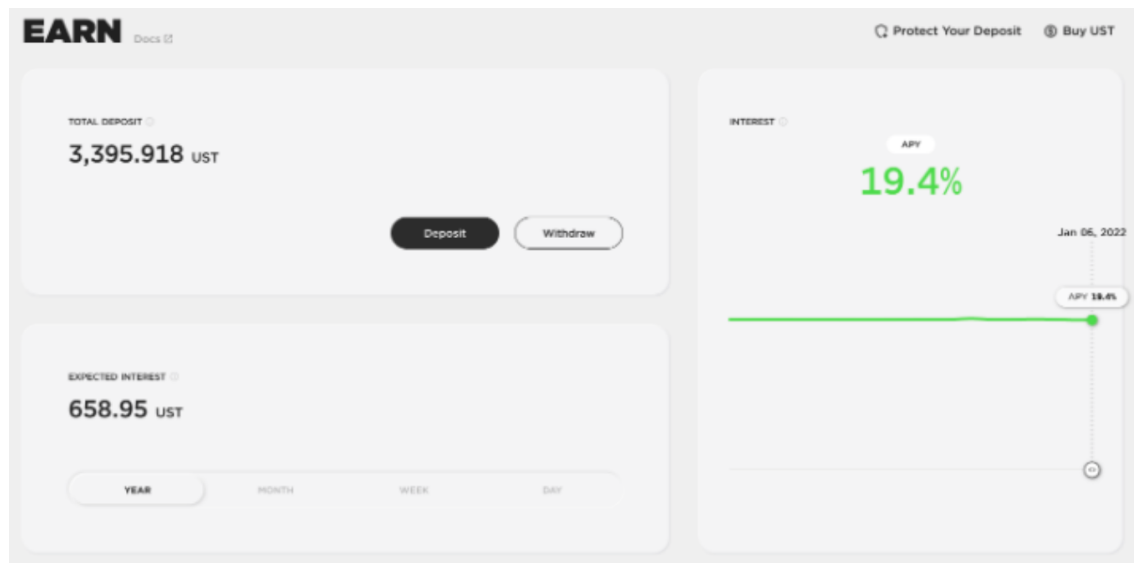 EARN Docs
Protect Your Deposit
Buy UST
TOTAL DEPOSIT
3,395.918 UST
Deposit
Withdraw
EXPECTED INTEREST
658.95 UST
YEAR
MONTH
WEEK
DAY
INTEREST
APY
19.4%
Jan 06, 2022
APY 19.4%